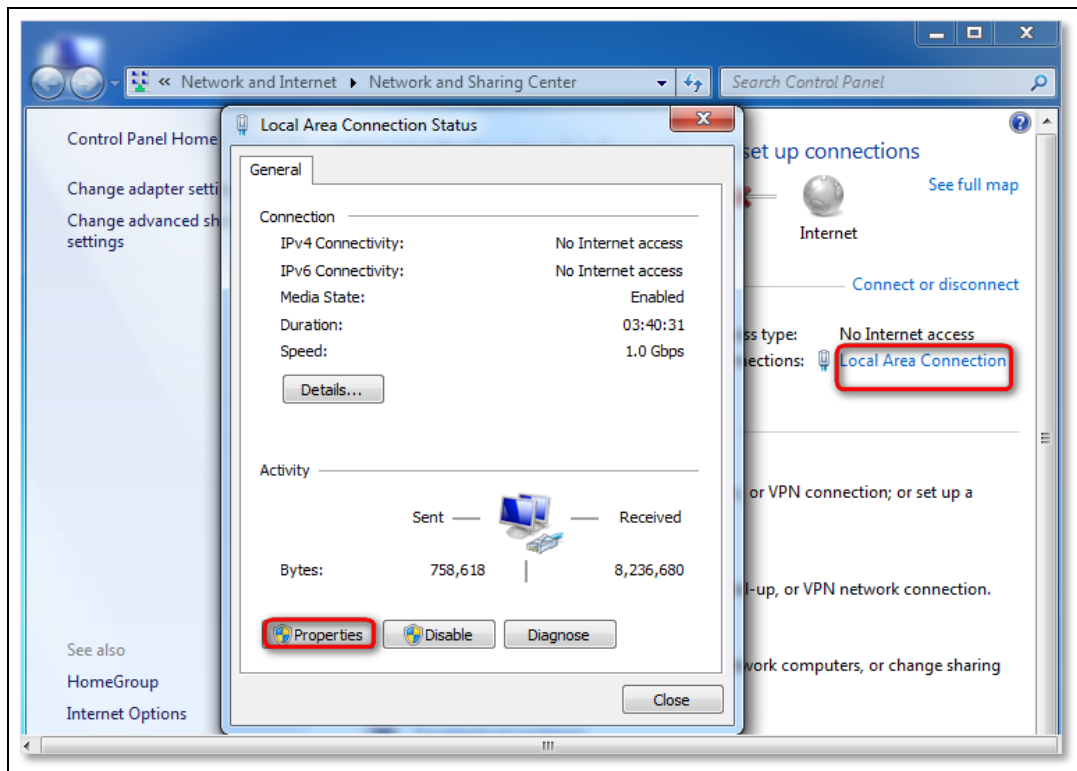 « Network and Internet ▸ Network and Sharing Center
Search Control Panel
Control Panel Home
Change adapter setti
Change advanced sh
settings
See also
HomeGroup
Internet Options
Local Area Connection Status
General
Connection
IPv4 Connectivity: No Internet access
IPv6 Connectivity: No Internet access
Media State: Enabled
Duration: 03:40:31
Speed: 1.0 Gbps
Details...
Activity
Sent — Received
Bytes: 758,618 8,236,680
Properties Disable Diagnose
Close
set up connections
See full map
Internet
Connect or disconnect
ss type: No Internet access
ections: Local Area Connection
or VPN connection; or set up a
l-up, or VPN network connection.
work computers, or change sharing